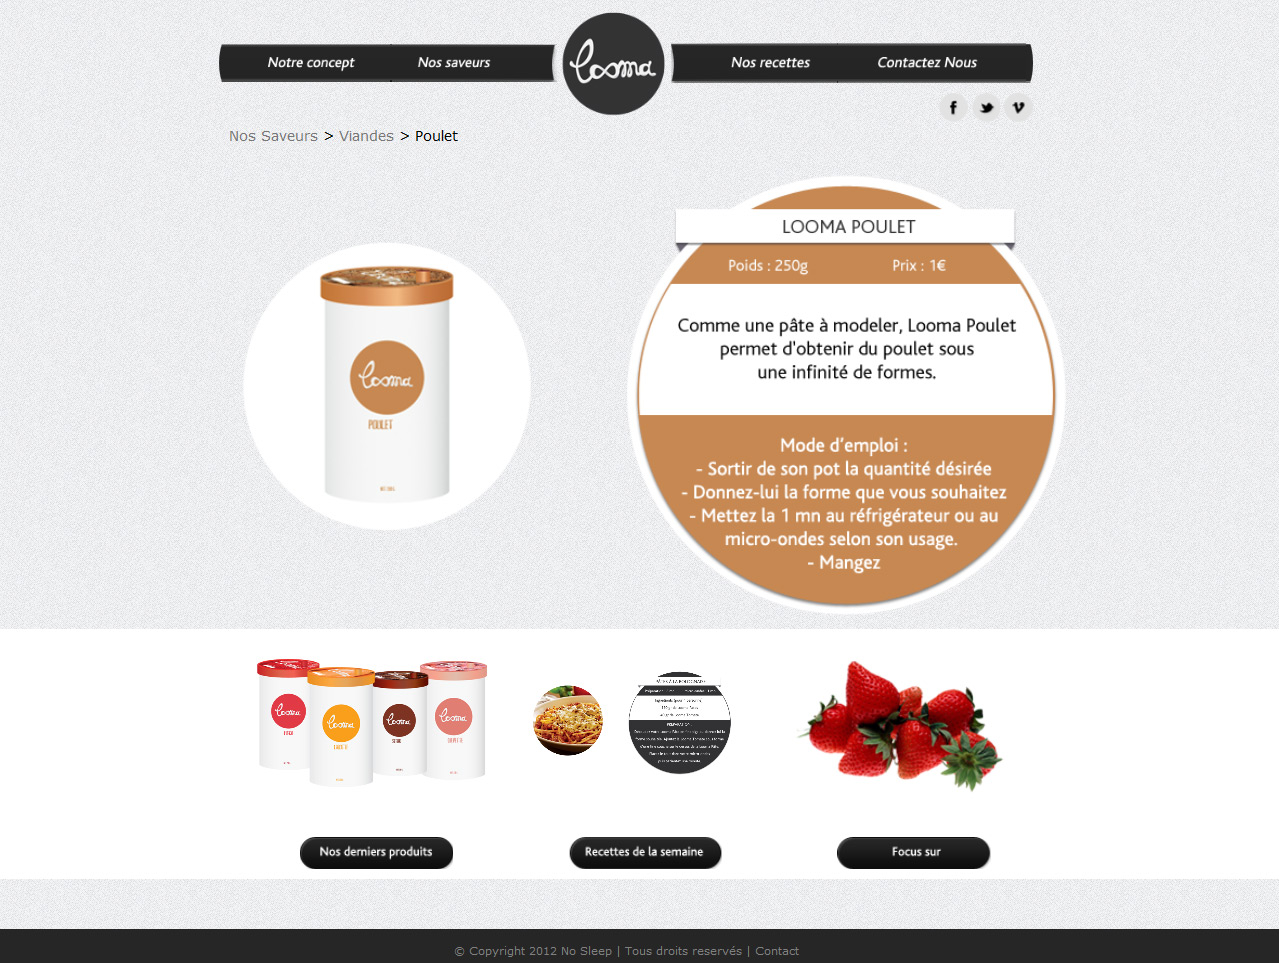 Notre concept
Nos saveurs
looma
Nos recettes
Contactez Nous
Nos Saveurs > Viandes > Poulet
LOOMA POULET
Poids : 250g
Prix : 1€
Comme une pâte à modeler, Looma Poulet
permet d'obtenir du poulet sous
une infinité de formes.
Mode d'emploi :
- Sortir de son pot la quantité désirée
- Donnez-lui la forme que vous souhaitez
- Mettez la 1 mn au réfrigérateur ou au
micro-ondes selon son usage.
- Mangez
looma
POULET
looma
looma
looma
looma
Nos derniers produits
Recettes de la semaine
Focus sur
© Copyright 2012 No Sleep | Tous droits reservés | Contact